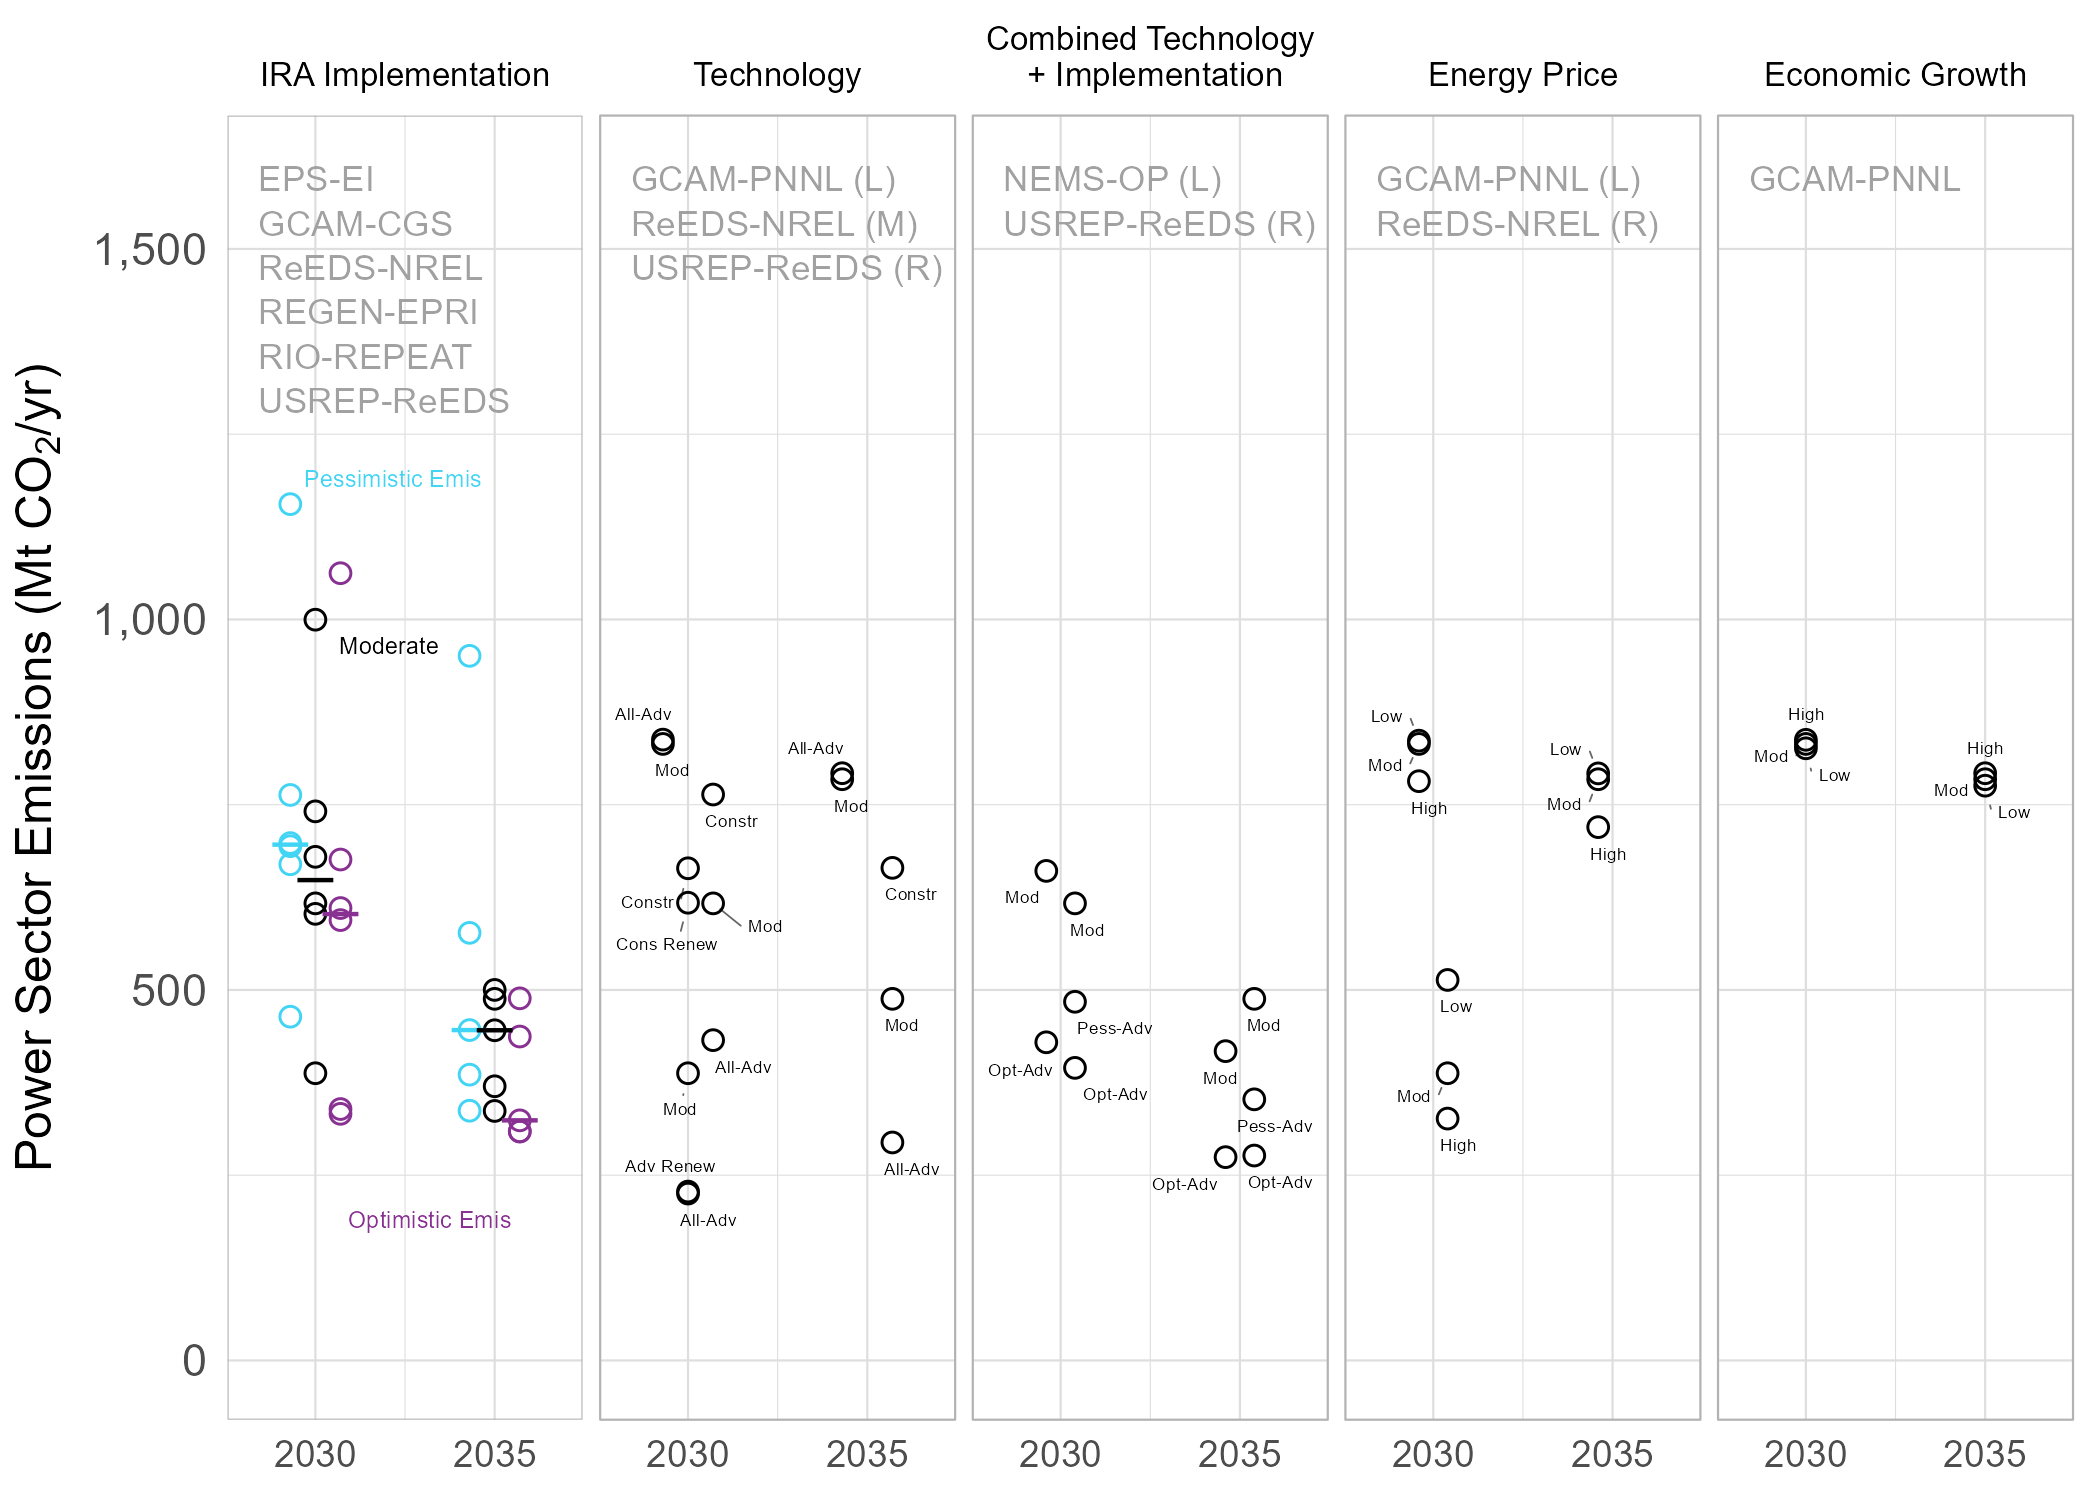 IRA Implementation
Technology
Combined Technology
+ Implementation
Energy Price
Economic Growth
Power Sector Emissions (Mt CO2/yr)
1,500
1,000
500
0
EPS-EI
GCAM-CGS
ReEDS-NREL
REGEN-EPRI
RIO-REPEAT
USREP-ReEDS
Pessimistic Emis
Moderate
Optimistic Emis
2030
2035
GCAM-PNNL (L)
ReEDS-NREL (M)
USREP-ReEDS (R)
All-Adv
Mod
All-Adv
Mod
Constr
Constr
Constr
Mod
Cons Renew
Mod
All-Adv
Mod
Adv Renew
All-Adv
All-Adv
2030
2035
NEMS-OP (L)
USREP-ReEDS (R)
Mod
Mod
Pess-Adv
Mod
Opt-Adv
Mod
Opt-Adv
Pess-Adv
Opt-Adv
Opt-Adv
2030
2035
GCAM-PNNL (L)
ReEDS-NREL (R)
Low
Low
Mod
Mod
High
High
Low
Mod
High
2030
2035
GCAM-PNNL
High
High
Mod
Low
Mod
Low
2030
2035